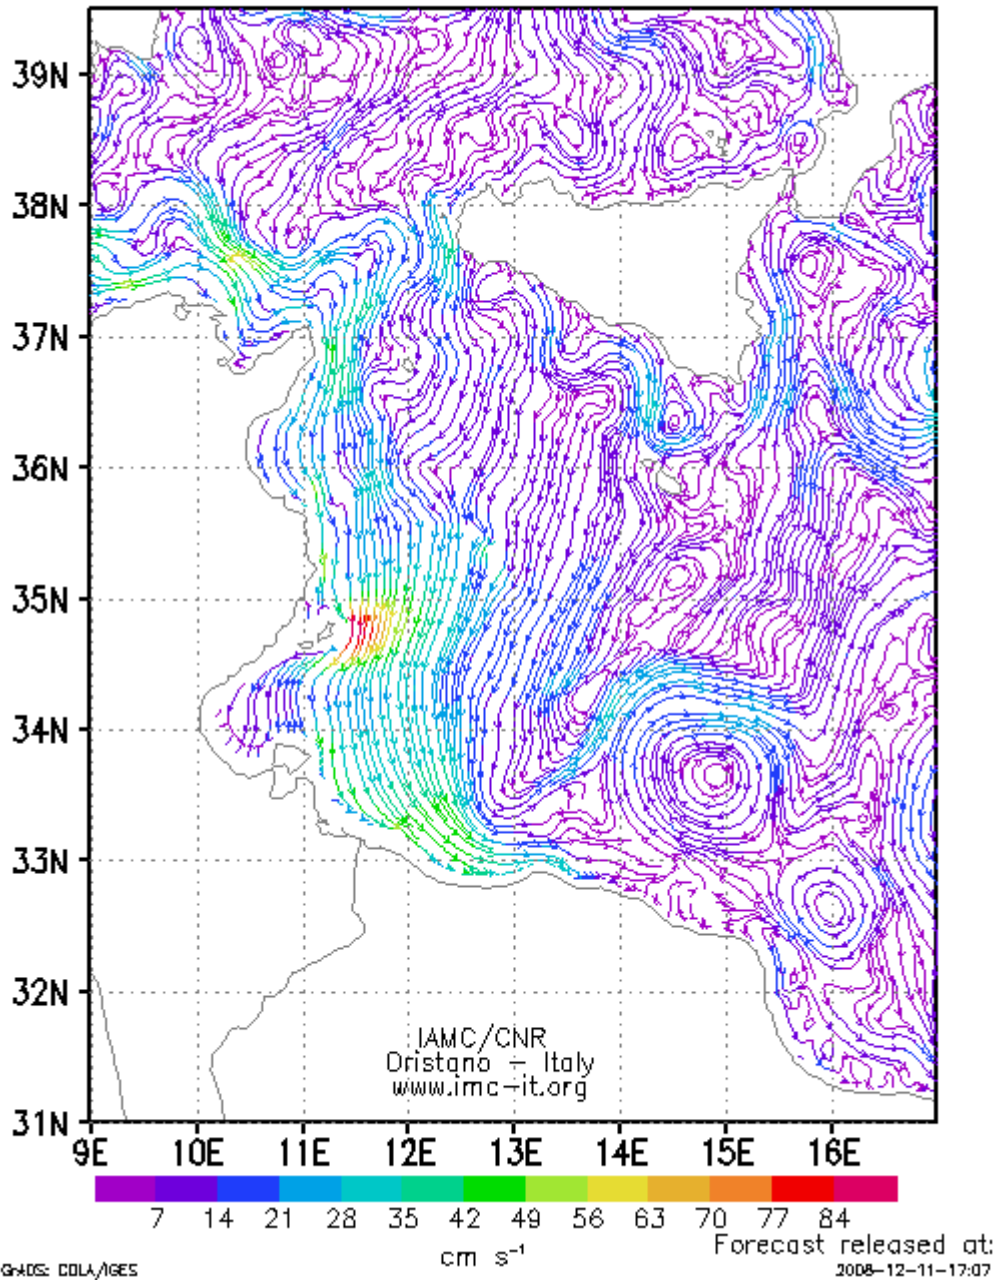 39N
38N
37N
36N
35N
34N
33N
32N
31N
IAMC/CNR
Oristano – Italy
www.imc-it.org
9E 10E 11E 12E 13E 14E 15E 16E
7 14 21 28 35 42 49 56 63 70 77 84
cm s⁻¹
Forecast released at:
GrADS: COLA/IGES
2008-12-11-17:07